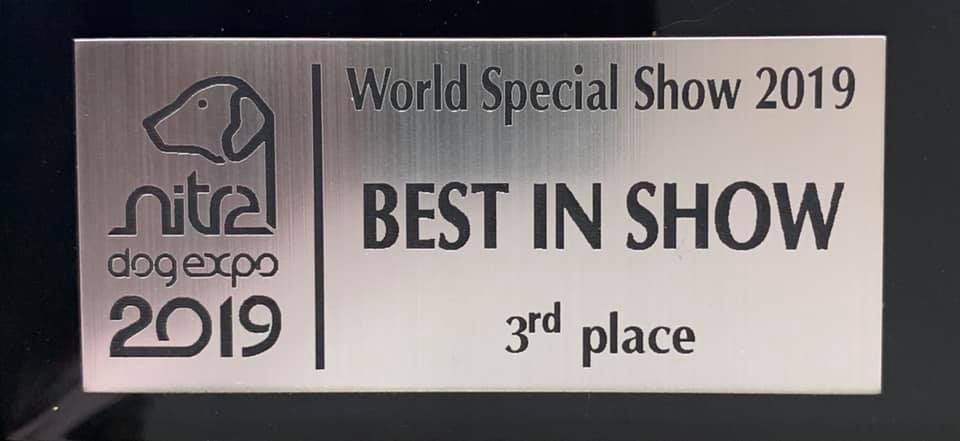 nitra
dog expo
2019
World Special Show 2019
BEST IN SHOW
3rd place